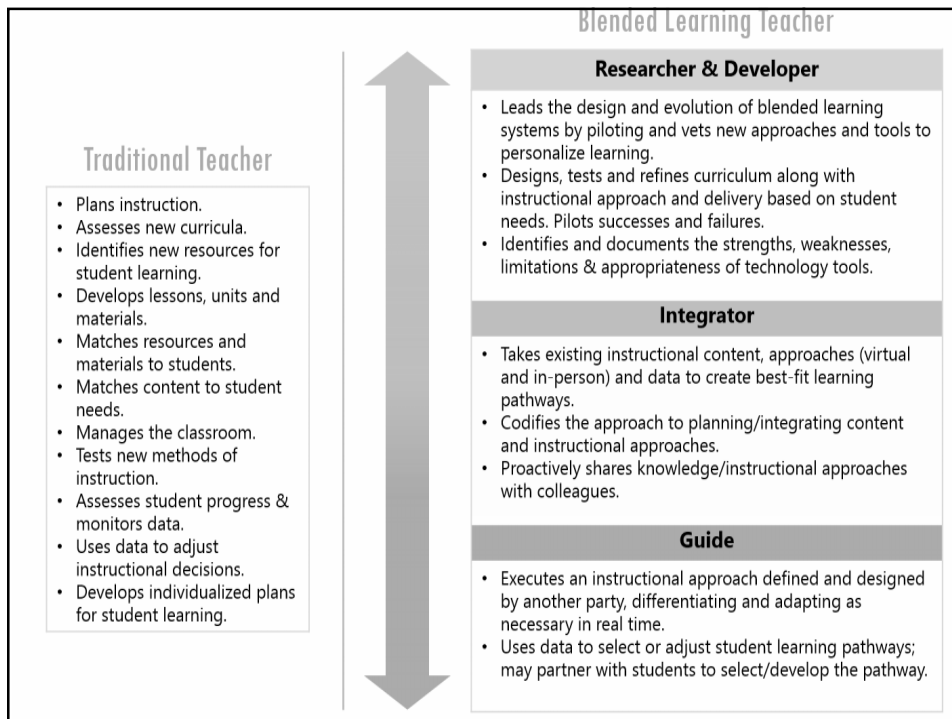 Traditional Teacher
• Plans instruction.
• Assesses new curricula.
• Identifies new resources for
student learning.
• Develops lessons, units and
materials.
• Matches resources and
materials to students.
• Matches content to student
needs.
• Manages the classroom.
• Tests new methods of
instruction.
• Assesses student progress &
monitors data.
• Uses data to adjust
instructional decisions.
• Develops individualized plans
for student learning.
Blended Learning Teacher
Researcher & Developer
• Leads the design and evolution of blended learning
systems by piloting and vets new approaches and tools to
personalize learning.
• Designs, tests and refines curriculum along with
instructional approach and delivery based on student
needs. Pilots successes and failures.
• Identifies and documents the strengths, weaknesses,
limitations & appropriateness of technology tools.
Integrator
• Takes existing instructional content, approaches (virtual
and in-person) and data to create best-fit learning
pathways.
• Codifies the approach to planning/integrating content
and instructional approaches.
• Proactively shares knowledge/instructional approaches
with colleagues.
Guide
• Executes an instructional approach defined and designed
by another party, differentiating and adapting as
necessary in real time.
• Uses data to select or adjust student learning pathways;
may partner with students to select/develop the pathway.